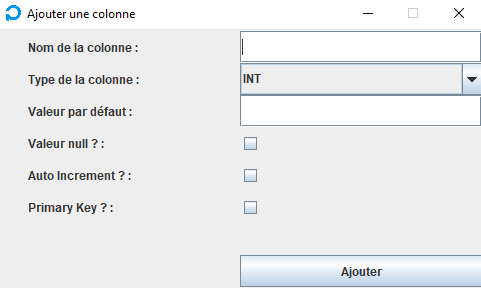 Ajouter une colonne
Nom de la colonne :
Type de la colonne : INT
Valeur par défaut :
Valeur null ? :
Auto Increment ? :
Primary Key ? :
Ajouter